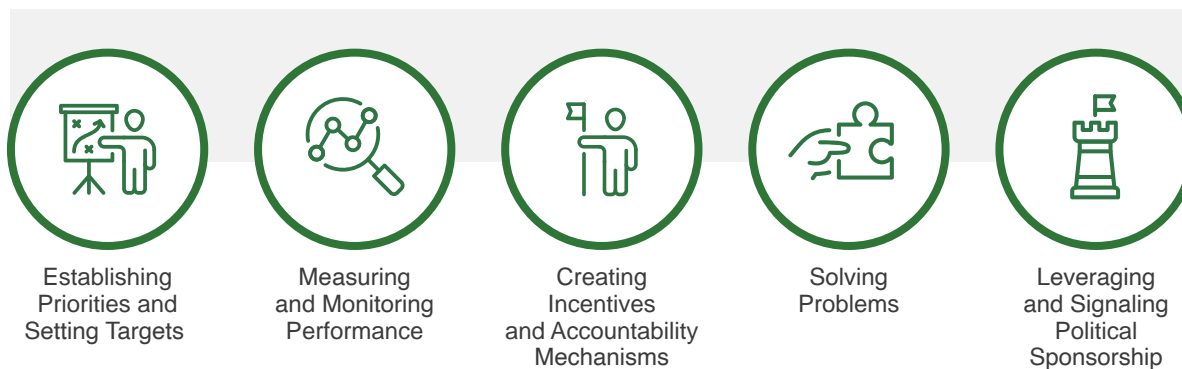 Establishing
Priorities and
Setting Targets
Measuring
and Monitoring
Performance
Creating
Incentives
and Accountability
Mechanisms
Solving
Problems
Leveraging
and Signaling
Political
Sponsorship